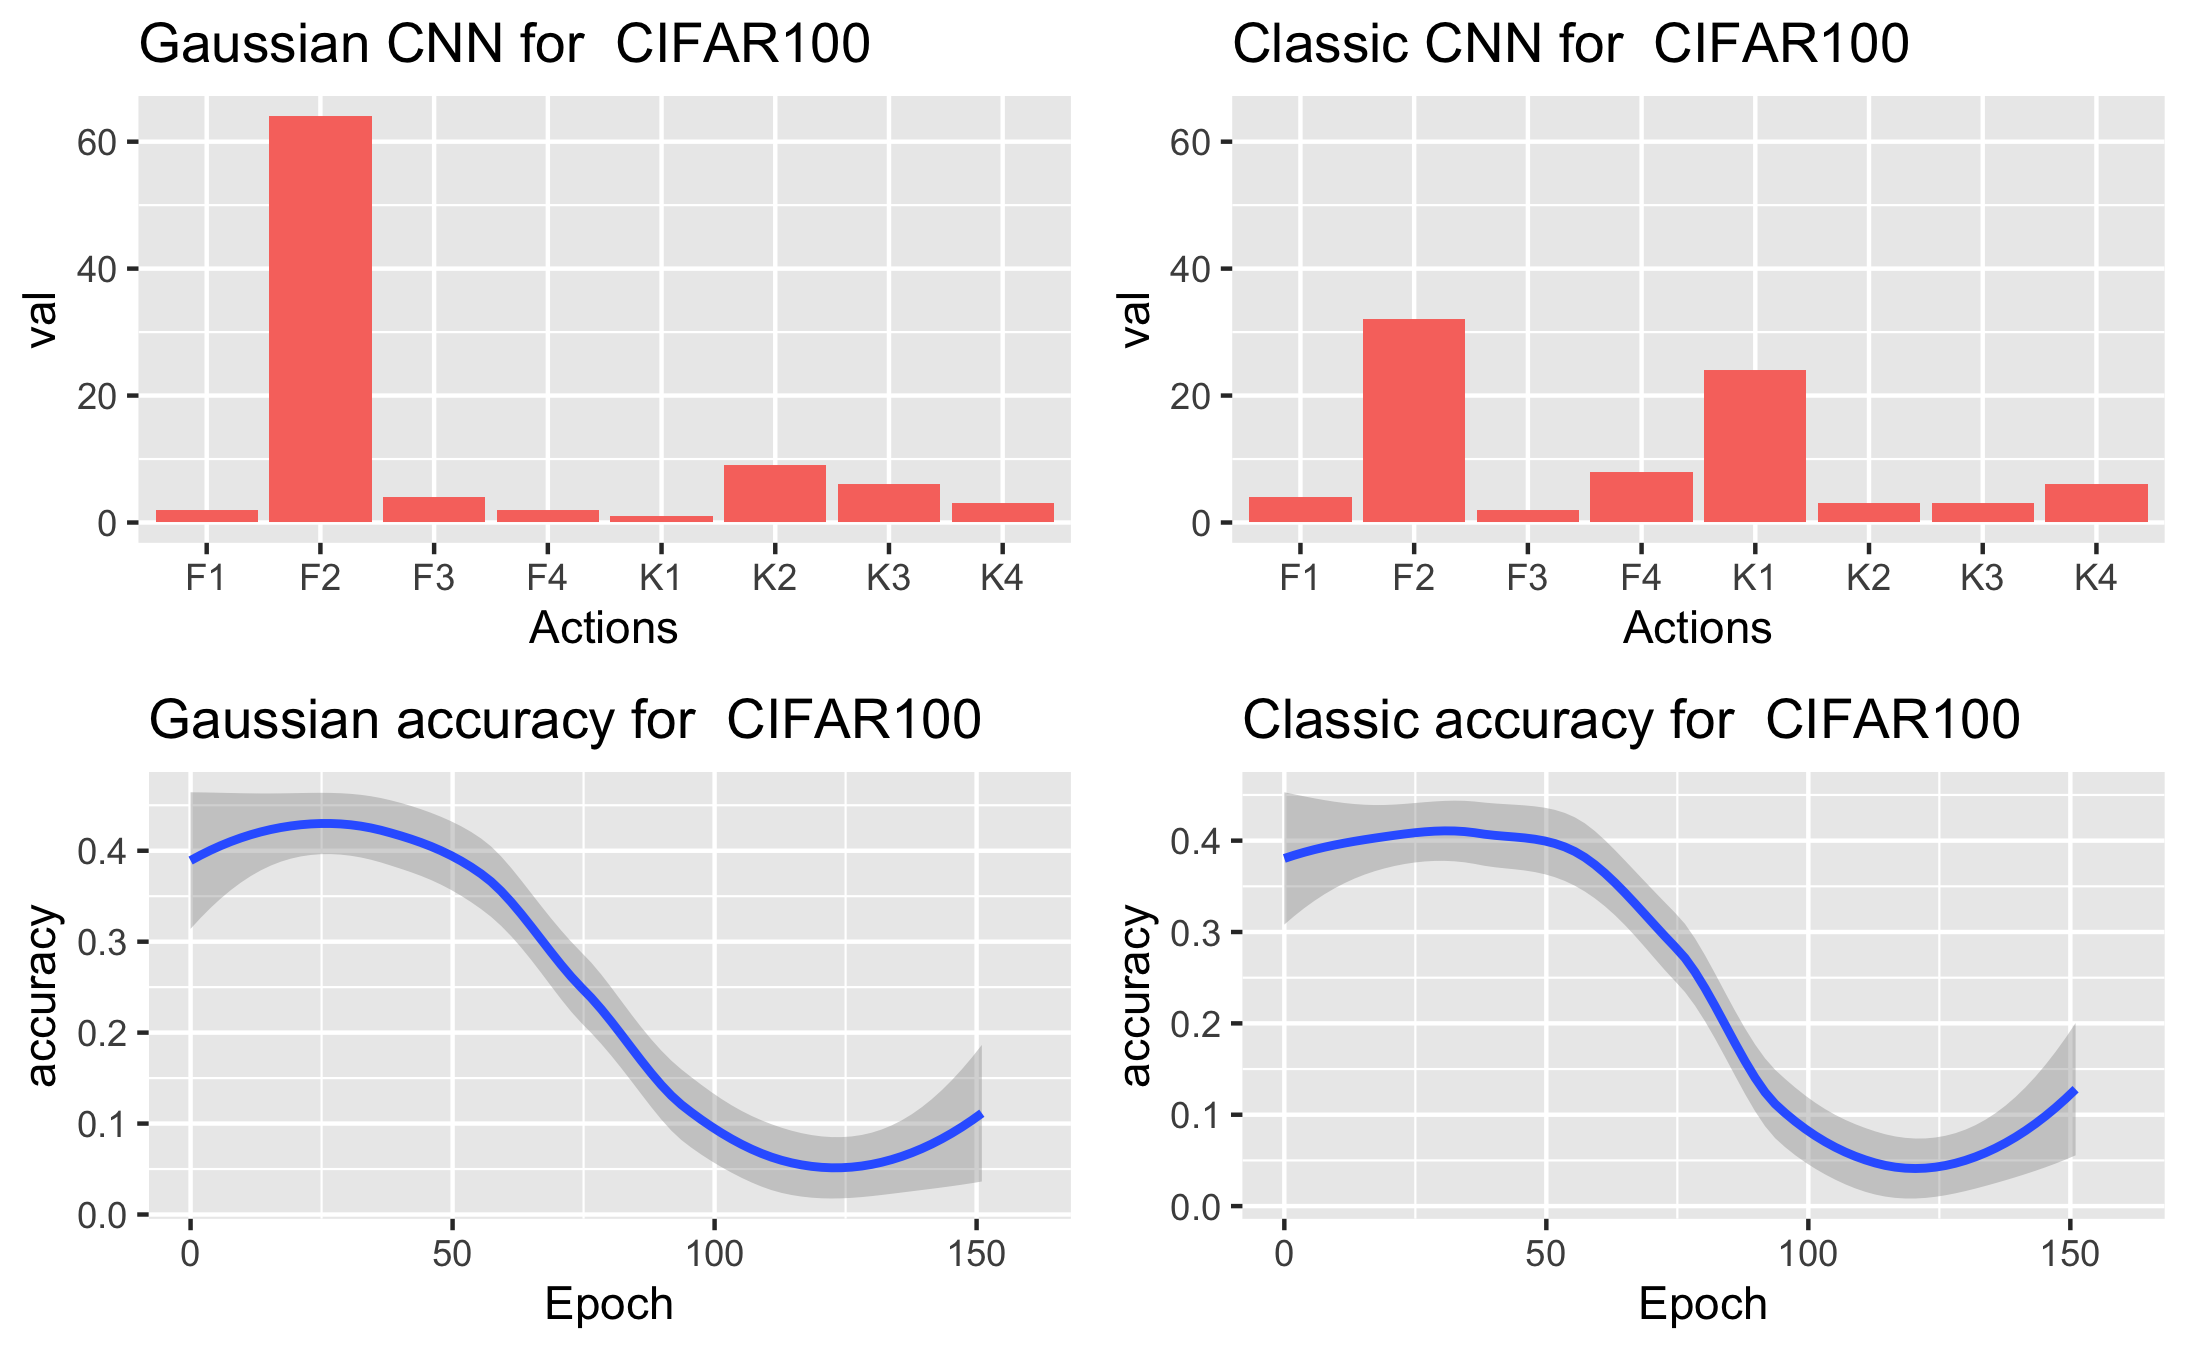 Gaussian CNN for  CIFAR100
60
40
20
0
val
F1 F2 F3 F4 K1 K2 K3 K4
Actions
Classic CNN for  CIFAR100
60
40
20
0
val
F1 F2 F3 F4 K1 K2 K3 K4
Actions
Gaussian accuracy for  CIFAR100
0.4
0.3
0.2
0.1
0.0
accuracy
0 50 100 150
Epoch
Classic accuracy for  CIFAR100
0.4
0.3
0.2
0.1
0.0
accuracy
0 50 100 150
Epoch